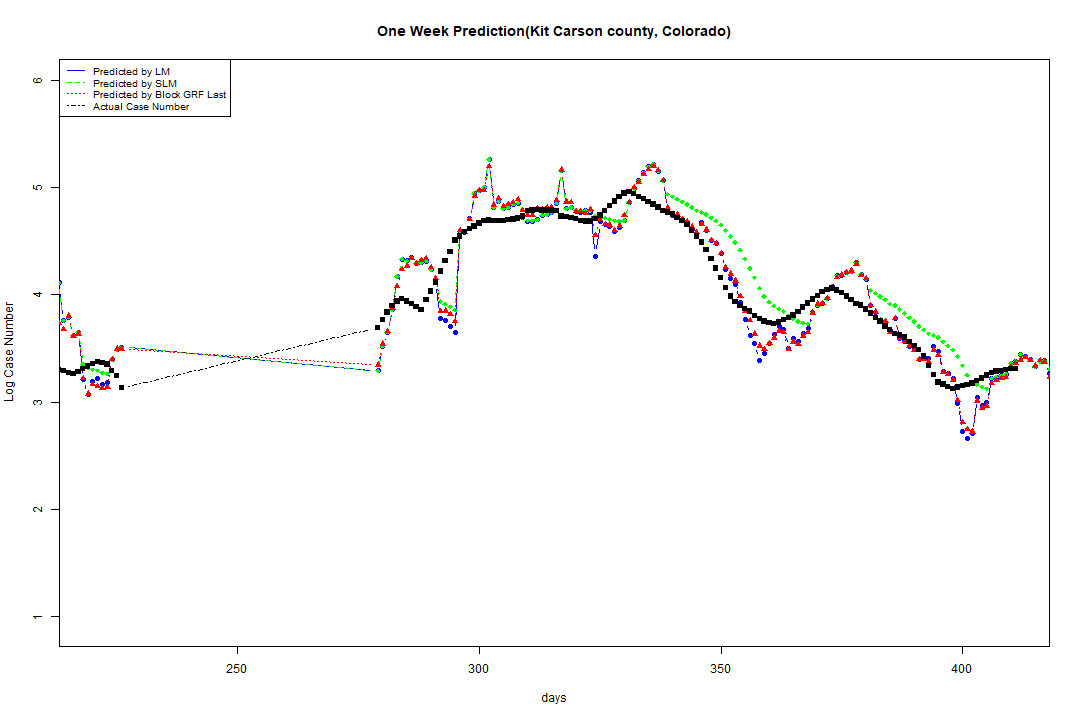 One Week Prediction(Kit Carson county, Colorado)
Predicted by LM
Predicted by SLM
Predicted by Block GRF Last
Actual Case Number
6
5
4
3
2
1
Log Case Number
250 300 350 400
days